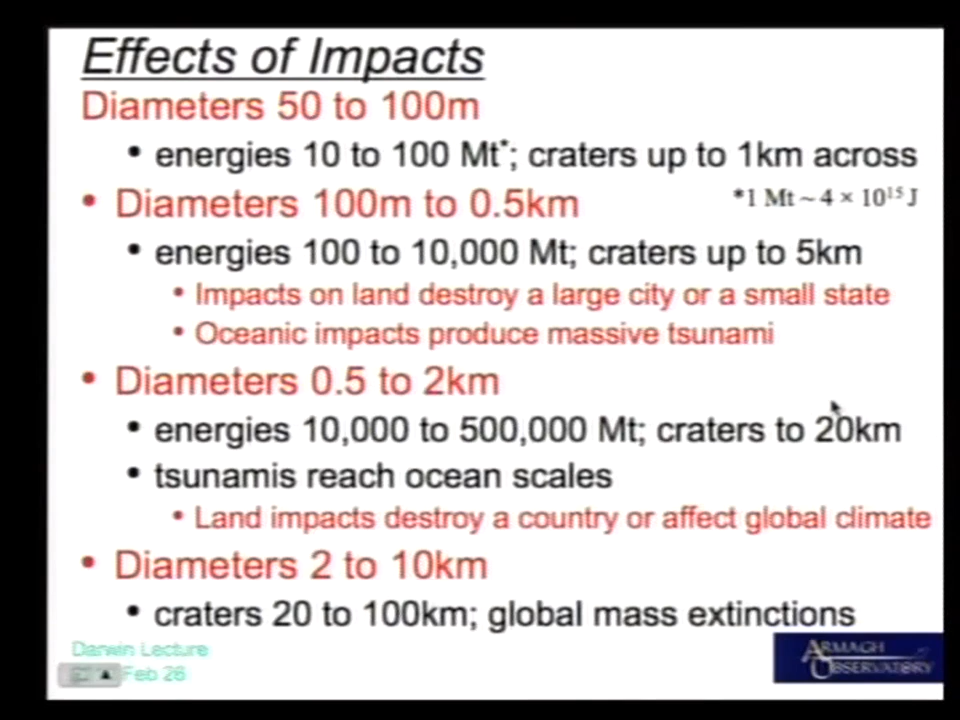 Effects of Impacts
Diameters 50 to 100m
• energies 10 to 100 Mt*; craters up to 1km across
• Diameters 100m to 0.5km
*1 Mt ~ 4 × 10¹⁵ J
• energies 100 to 10,000 Mt; craters up to 5km
• Impacts on land destroy a large city or a small state
• Oceanic impacts produce massive tsunami
• Diameters 0.5 to 2km
• energies 10,000 to 500,000 Mt; craters to 20km
• tsunamis reach ocean scales
• Land impacts destroy a country or affect global climate
• Diameters 2 to 10km
• craters 20 to 100km; global mass extinctions
Darwin Lecture
Feb 26
ARMAGH
OBSERVATORY